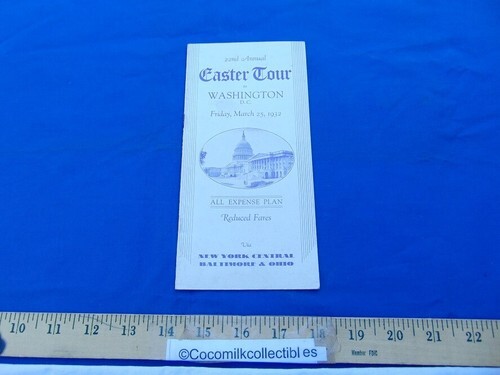 22nd Annual
Easter Tour
to
WASHINGTON
D. C.
Friday, March 25, 1932
ALL EXPENSE PLAN
Reduced Fares
Via
NEW YORK CENTRAL
BALTIMORE & OHIO
10 11 12 13 14 15 16 17 18 19 20 21 22
©Cocomilkcollectibles